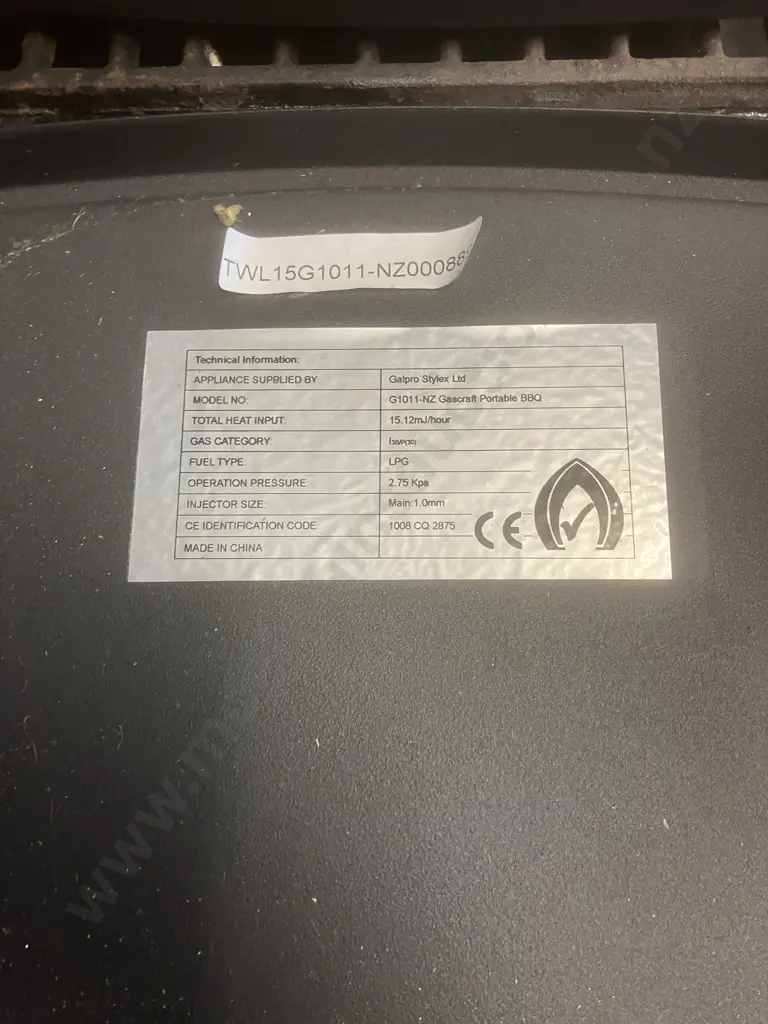 TWL15G1011-NZ00088
Technical Information:
APPLIANCE SUPPLIED BY Galpro Stylex Ltd
MODEL NO: G1011-NZ Gascraft Portable BBQ
TOTAL HEAT INPUT: 15.12mJ/hour
GAS CATEGORY:
FUEL TYPE: LPG
OPERATION PRESSURE 2.75 Kpa
INJECTOR SIZE: Main:1.0mm
CE IDENTIFICATION CODE: 1008 CQ 2875
MADE IN CHINA
CE